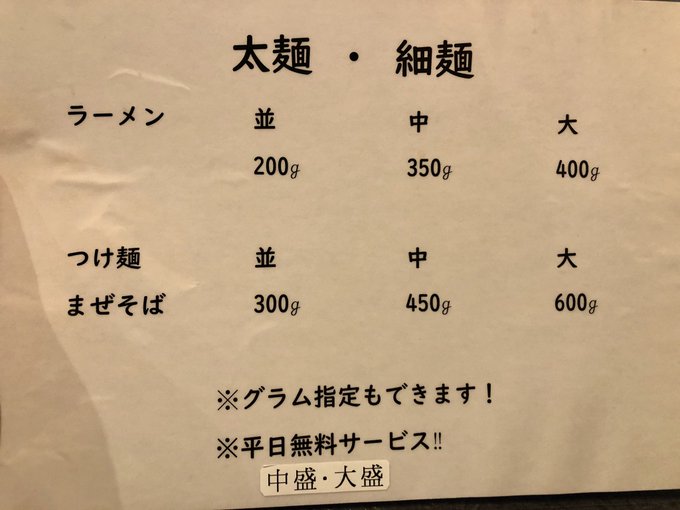 太麺 ・ 細麺
ラーメン 並 中 大
200g 350g 400g
つけ麺 並 中 大
まぜそば 300g 450g 600g
※グラム指定もできます！
※平日無料サービス‼
中盛・大盛